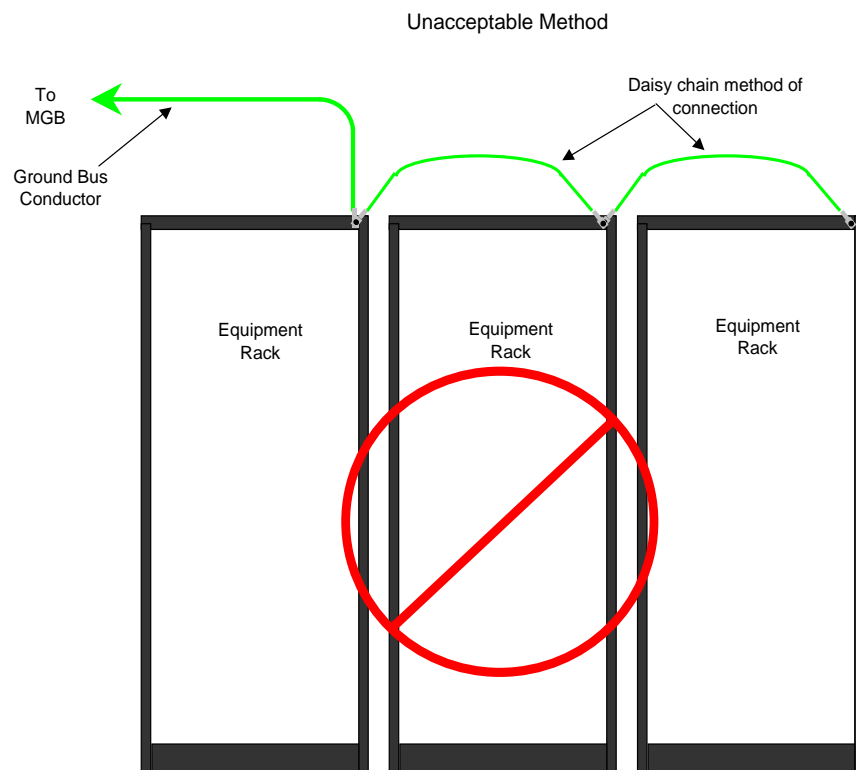 Unacceptable Method
To
MGB
Daisy chain method of
connection
Ground Bus
Conductor
Equipment
Rack
Equipment
Rack
Equipment
Rack